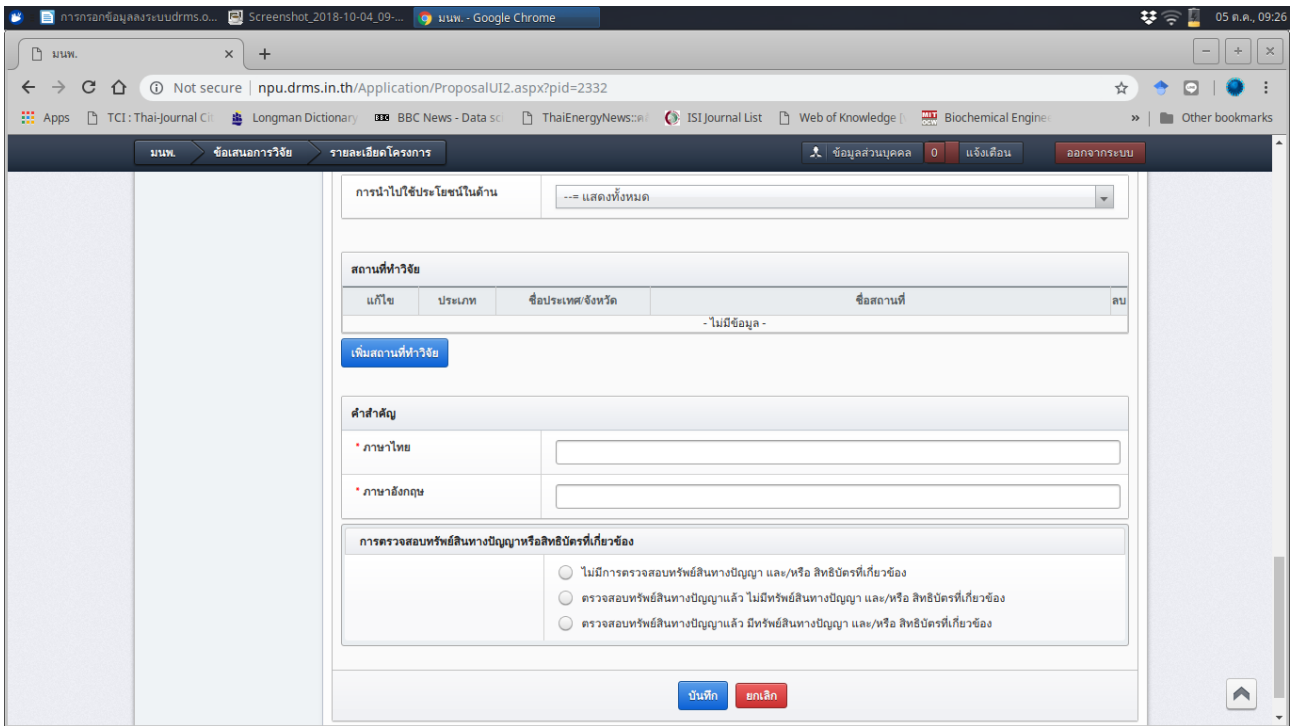 การกรอกข้อมูลลงระบบdrms.o... Screenshot_2018-10-04_09-... มนพ. - Google Chrome 05 ต.ค., 09:26
มนพ.
Not secure npu.drms.in.th/Application/ProposalUI2.aspx?pid=2332
Apps TCI : Thai-Journal Cit Longman Dictionary BBC News - Data sci ThaiEnergyNews::ค ISI Journal List Web of Knowledge Biochemical Engine » Other bookmarks
มนพ. ข้อเสนอการวิจัย รายละเอียดโครงการ ข้อมูลส่วนบุคคล 0 แจ้งเตือน ออกจากระบบ
การนำไปใช้ประโยชน์ในด้าน --= แสดงทั้งหมด
สถานที่ทำวิจัย
แก้ไข ประเภท ชื่อประเทศ/จังหวัด ชื่อสถานที่ ลบ
- ไม่มีข้อมูล -
เพิ่มสถานที่ทำวิจัย
คำสำคัญ
* ภาษาไทย
* ภาษาอังกฤษ
การตรวจสอบทรัพย์สินทางปัญญาหรือสิทธิบัตรที่เกี่ยวข้อง
ไม่มีการตรวจสอบทรัพย์สินทางปัญญา และ/หรือ สิทธิบัตรที่เกี่ยวข้อง
ตรวจสอบทรัพย์สินทางปัญญาแล้ว ไม่มีทรัพย์สินทางปัญญา และ/หรือ สิทธิบัตรที่เกี่ยวข้อง
ตรวจสอบทรัพย์สินทางปัญญาแล้ว มีทรัพย์สินทางปัญญา และ/หรือ สิทธิบัตรที่เกี่ยวข้อง
บันทึก ยกเลิก